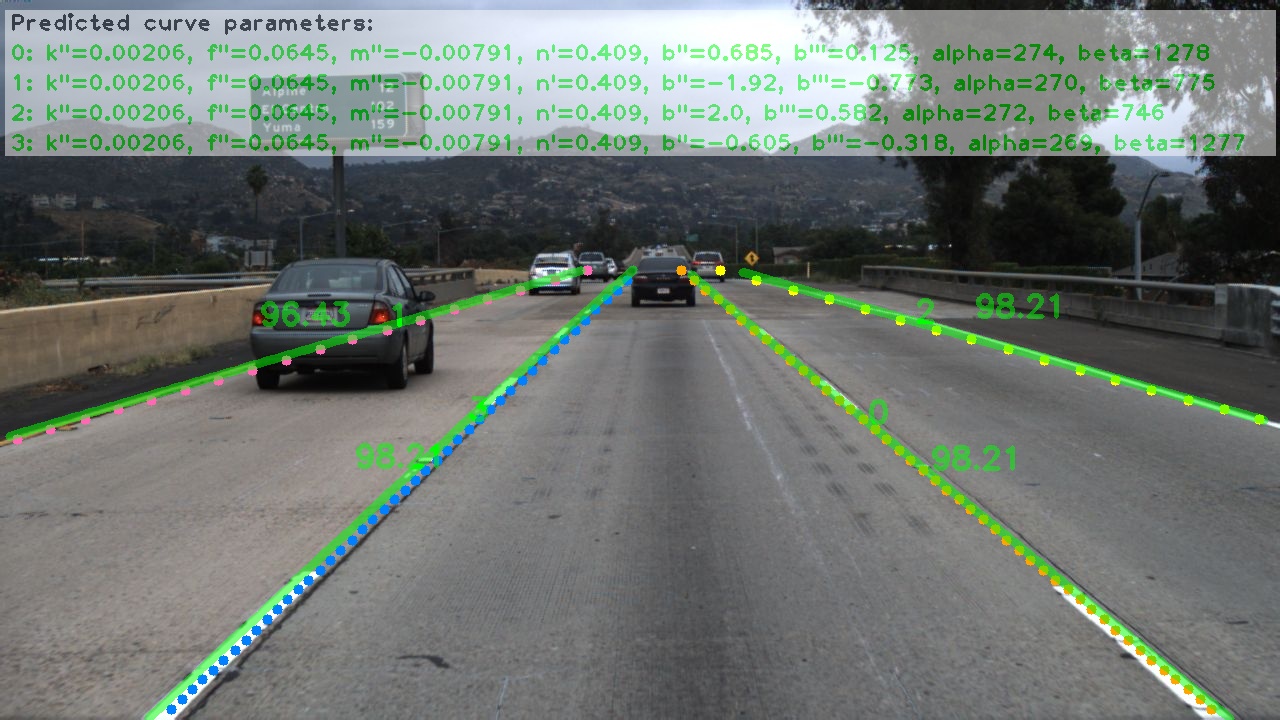 Predicted curve parameters:
0: k''=0.00206, f''=0.0645, m''=-0.00791, n'=0.409, b''=0.685, b'''=0.125, alpha=274, beta=1278
1: k''=0.00206, f''=0.0645, m''=-0.00791, n'=0.409, b''=-1.92, b'''=-0.773, alpha=270, beta=775
Alpine
2: k''=0.00206, f''=0.0645, m''=-0.00791, n'=0.409, b''=2.0, b'''=0.582, alpha=272, beta=746
Yuma 159
3: k''=0.00206, f''=0.0645, m''=-0.00791, n'=0.409, b''=-0.605, b'''=-0.318, alpha=269, beta=1277
96.43 1
2 98.21
0
98.21